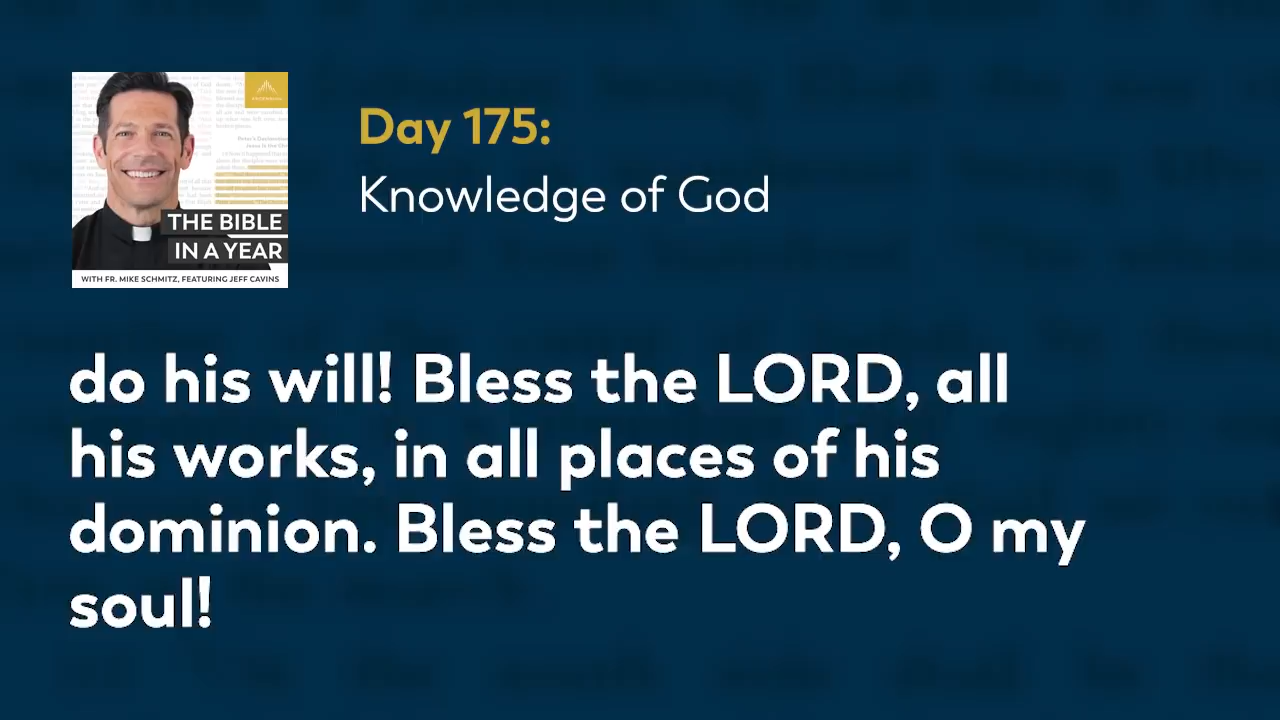 Day 175:
Knowledge of God
THE BIBLE
IN A YEAR
WITH FR. MIKE SCHMITZ, FEATURING JEFF CAVINS
do his will! Bless the LORD, all
his works, in all places of his
dominion. Bless the LORD, O my
soul!